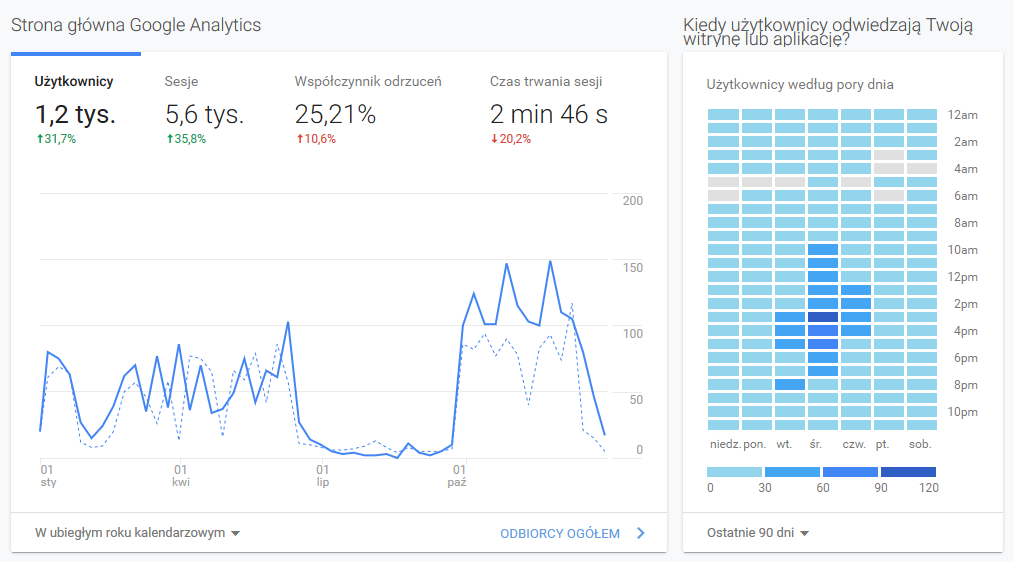 Strona główna Google Analytics
Użytkownicy
Sesje
Współczynnik odrzuceń
Czas trwania sesji
1,2 tys.
5,6 tys.
25,21%
2 min 46 s
↑31,7%
↑35,8%
↑10,6%
↓20,2%
200
150
100
50
0
01
sty
01
kwi
01
lip
01
paź
W ubiegłym roku kalendarzowym
ODBIORCY OGÓŁEM
Kiedy użytkownicy odwiedzają Twoją
witrynę lub aplikację?
Użytkownicy według pory dnia
12am
2am
4am
6am
8am
10am
12pm
2pm
4pm
6pm
8pm
10pm
niedz. pon. wt. śr. czw. pt. sob.
0 30 60 90 120
Ostatnie 90 dni